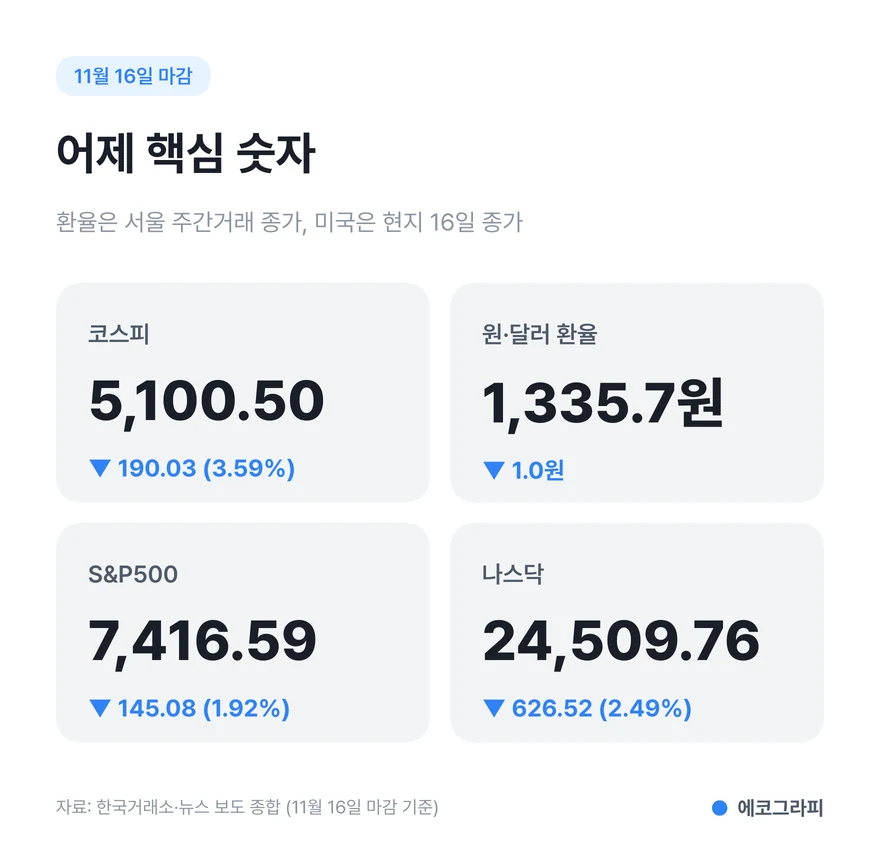 11월 16일 마감
어제 핵심 숫자
환율은 서울 주간거래 종가, 미국은 현지 16일 종가
코스피
5,100.50
▼ 190.03 (3.59%)
원·달러 환율
1,335.7원
▼ 1.0원
S&P500
7,416.59
▼ 145.08 (1.92%)
나스닥
24,509.76
▼ 626.52 (2.49%)
자료: 한국거래소·뉴스 보도 종합 (11월 16일 마감 기준)
에코그라피